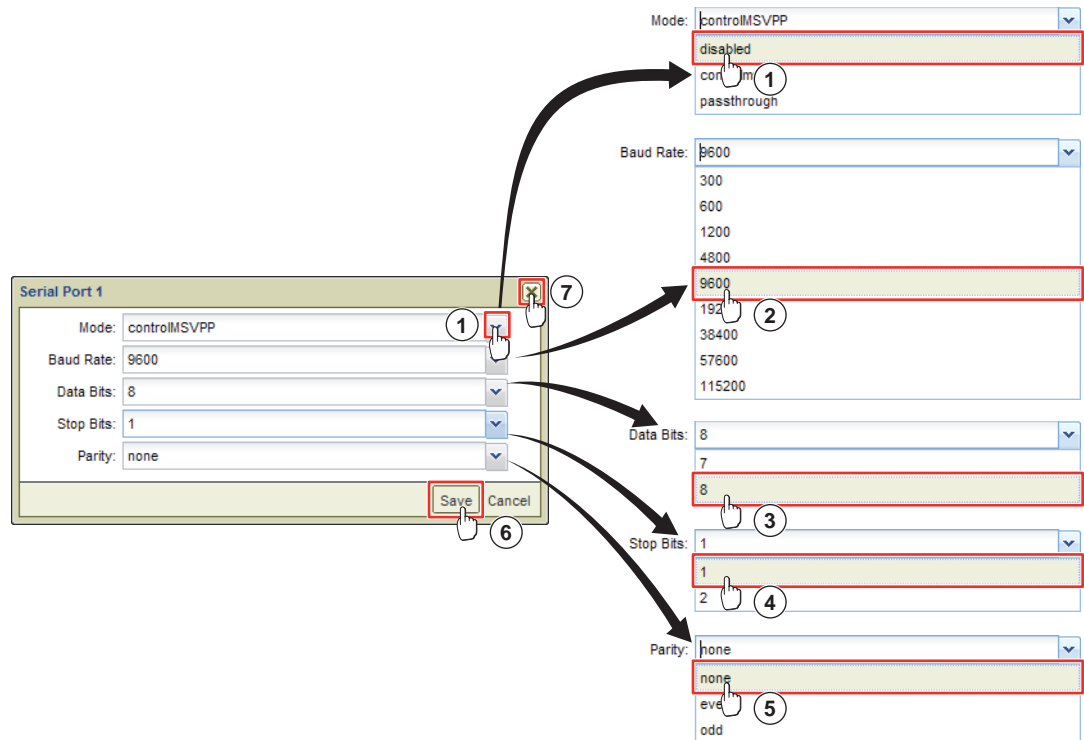 Serial Port 1
7
Mode: controlMSVPP
1
Baud Rate: 9600
Data Bits: 8
Stop Bits: 1
Parity: none
Save Cancel
6
Mode: controlMSVPP
disabled
1
passthrough
Baud Rate: 9600
300
600
1200
4800
9600
2
38400
57600
115200
Data Bits: 8
7
8
3
Stop Bits: 1
1
2
4
Parity: none
none
5
odd